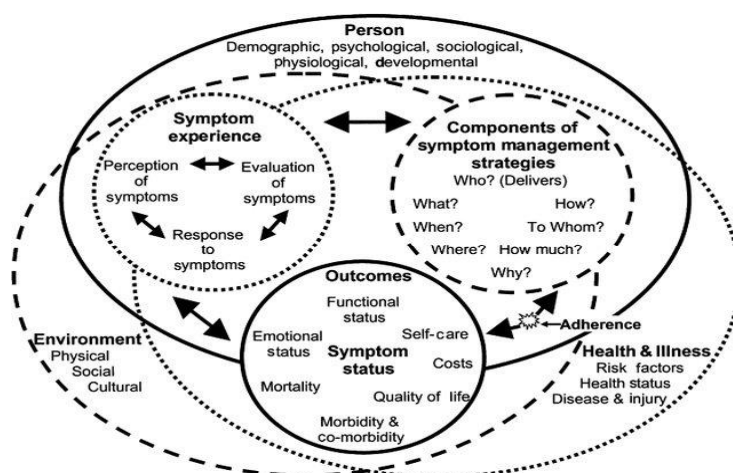 Person
Demographic, psychological, sociological,
physiological, developmental
Symptom
experience
Perception
of
symptoms
Evaluation
of
symptoms
Response
to
symptoms
Components of
symptom management
strategies
Who? (Delivers)
What?
How?
When?
To Whom?
Where?
How much?
Why?
Outcomes
Functional
status
Emotional
status
Self-care
Symptom
status
Costs
Mortality
Quality of life
Morbidity &
co-morbidity
Adherence
Environment
Physical
Social
Cultural
Health & Illness
Risk factors
Health status
Disease & injury